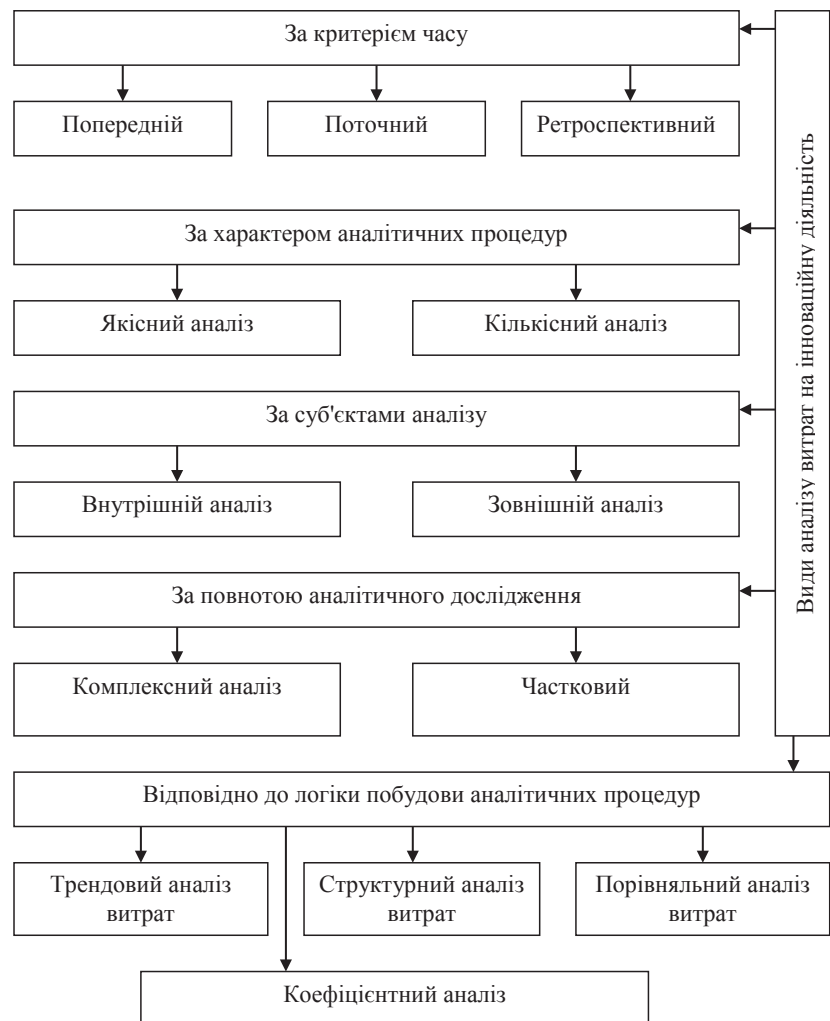 За критерієм часу
Попередній
Поточний
Ретроспективний
За характером аналітичних процедур
Якісний аналіз
Кількісний аналіз
За суб'єктами аналізу
Внутрішній аналіз
Зовнішній аналіз
За повнотою аналітичного дослідження
Комплексний аналіз
Частковий
Види аналізу витрат на інноваційну діяльність
Відповідно до логіки побудови аналітичних процедур
Трендовий аналіз
витрат
Структурний аналіз
витрат
Порівняльний аналіз
витрат
Коефіцієнтний аналіз